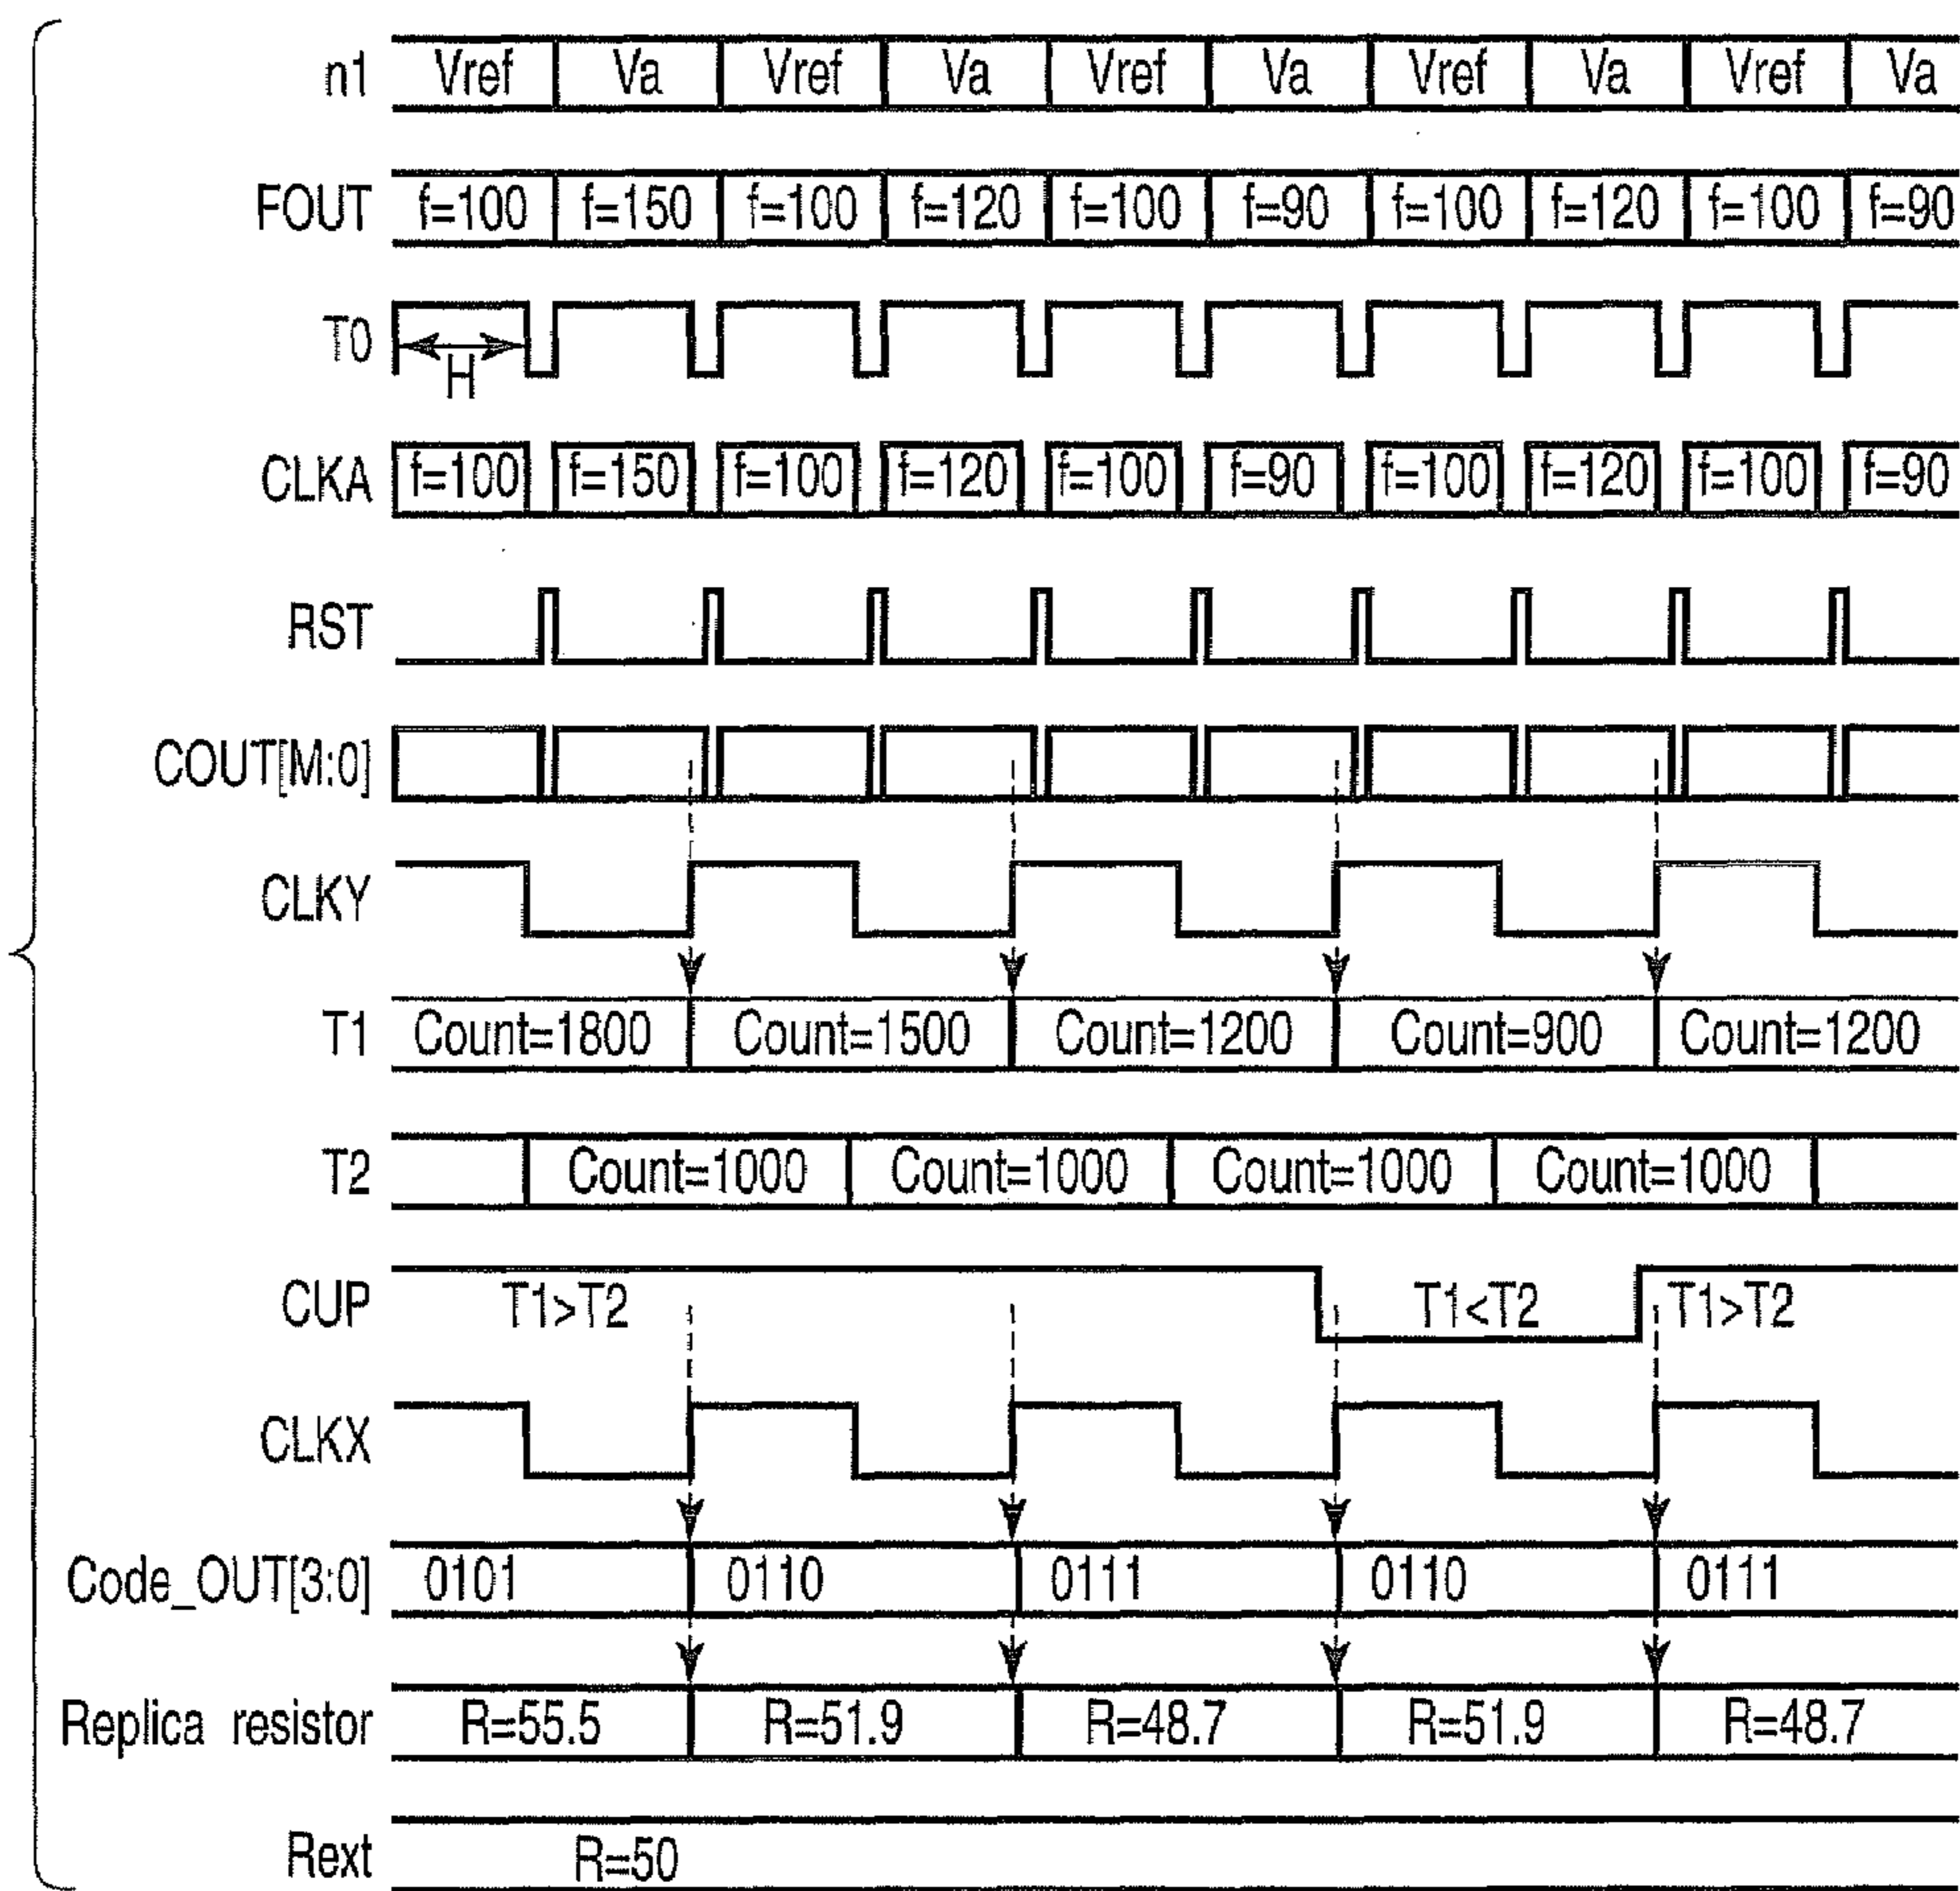 n1 Vref Va Vref Va Vref Va Vref Va Vref Va
FOUT f=100 f=150 f=100 f=120 f=100 f=90 f=100 f=120 f=100 f=90
T0
H
CLKA f=100 f=150 f=100 f=120 f=100 f=90 f=100 f=120 f=100 f=90
RST
COUT[M:0]
CLKY
T1 Count=1800 Count=1500 Count=1200 Count=900 Count=1200
T2 Count=1000 Count=1000 Count=1000 Count=1000
CUP T1>T2 T1<T2 T1>T2
CLKX
Code_OUT[3:0] 0101 0110 0111 0110 0111
Replica resistor R=55.5 R=51.9 R=48.7 R=51.9 R=48.7
Rext R=50